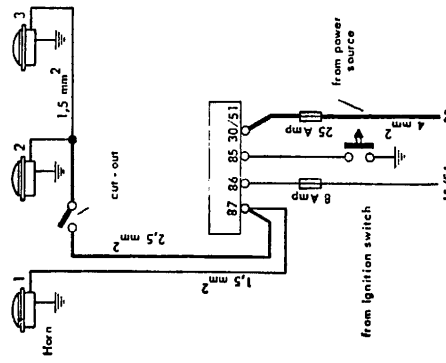 3
1,5 mm²
2
cut - out
1
Horn
2,5 mm²
1,5 mm²
87
86
85
30/51
8 Amp
25 Amp
4 mm²
from power
source
from Ignition switch